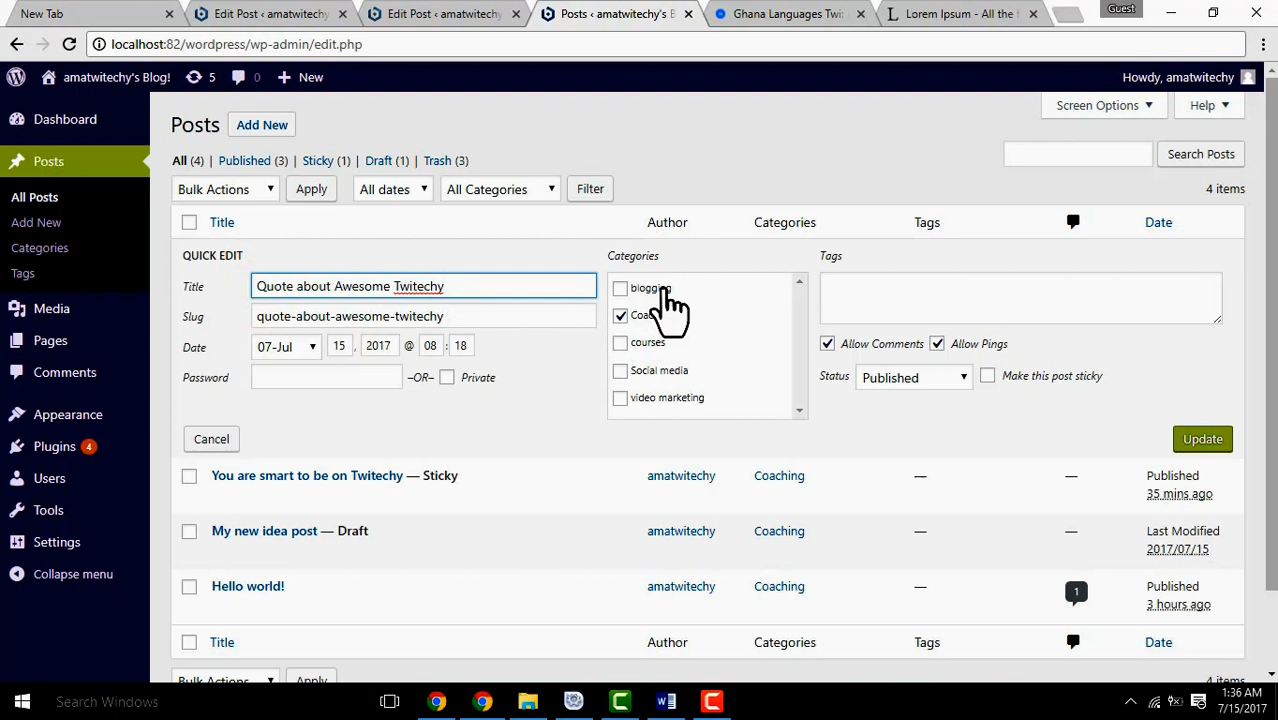 New Tab
Edit Post ‹ amatwitechy's
Edit Post ‹ amatwitechy's
Posts ‹ amatwitechy's B
Ghana Languages Twi:
Lorem Ipsum - All the
Guest
localhost:82/wordpress/wp-admin/edit.php
amatwitechy's Blog! 5 0 New
Howdy, amatwitechy
Dashboard
Posts
All Posts
Add New
Categories
Tags
Media
Pages
Comments
Appearance
Plugins 4
Users
Tools
Settings
Collapse menu
Screen Options
Help
Posts Add New
All (4) | Published (3) | Sticky (1) | Draft (1) | Trash (3)
Search Posts
Bulk Actions Apply All dates All Categories Filter
4 items
Title Author Categories Tags Date
QUICK EDIT
Title Quote about Awesome Twitechy
Slug quote-about-awesome-twitechy
Date 07-Jul 15 , 2017 @ 08 : 18
Password –OR– Private
Categories
blogging
courses
Social media
video marketing
Tags
Allow Comments Allow Pings
Status Published Make this post sticky
Cancel
Update
You are smart to be on Twitechy — Sticky amatwitechy Coaching — — Published
35 mins ago
My new idea post — Draft amatwitechy Coaching — — Last Modified
2017/07/15
Hello world! amatwitechy Coaching — 1 Published
3 hours ago
Title Author Categories Tags Date
Bulk Actions Apply
4 items
Search Windows
1:36 AM
7/15/2017